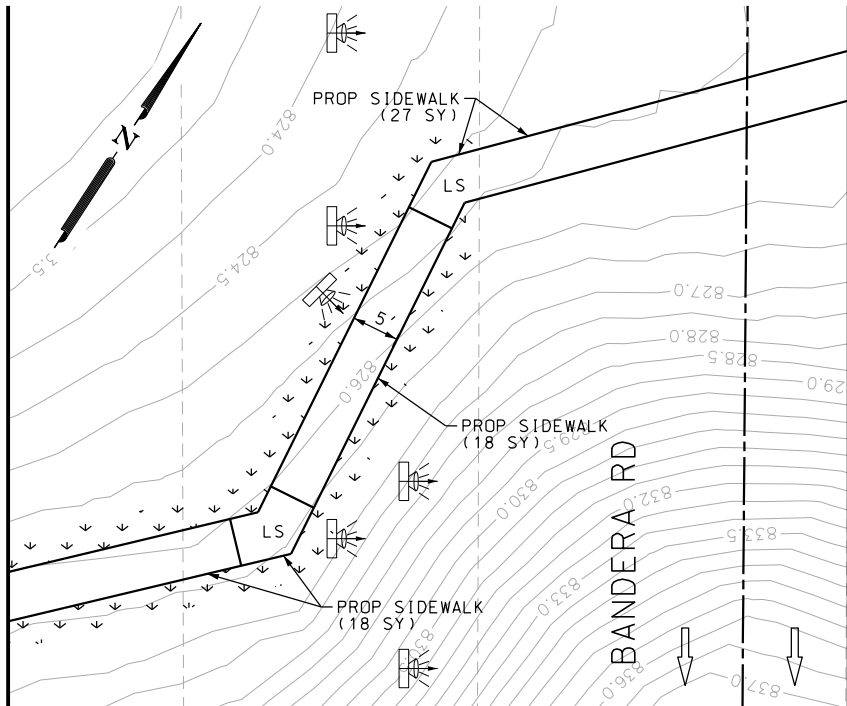 PROP SIDEWALK
(27 SY)
824.0
N
LS
3.5
824.5
827.0
5'
828.0
828.5
829.0
826.0
PROP SIDEWALK
(18 SY)
829.5
830.0
832.0
BANDERA RD
LS
833.5
833.0
PROP SIDEWALK
(18 SY)
836.0
837.0